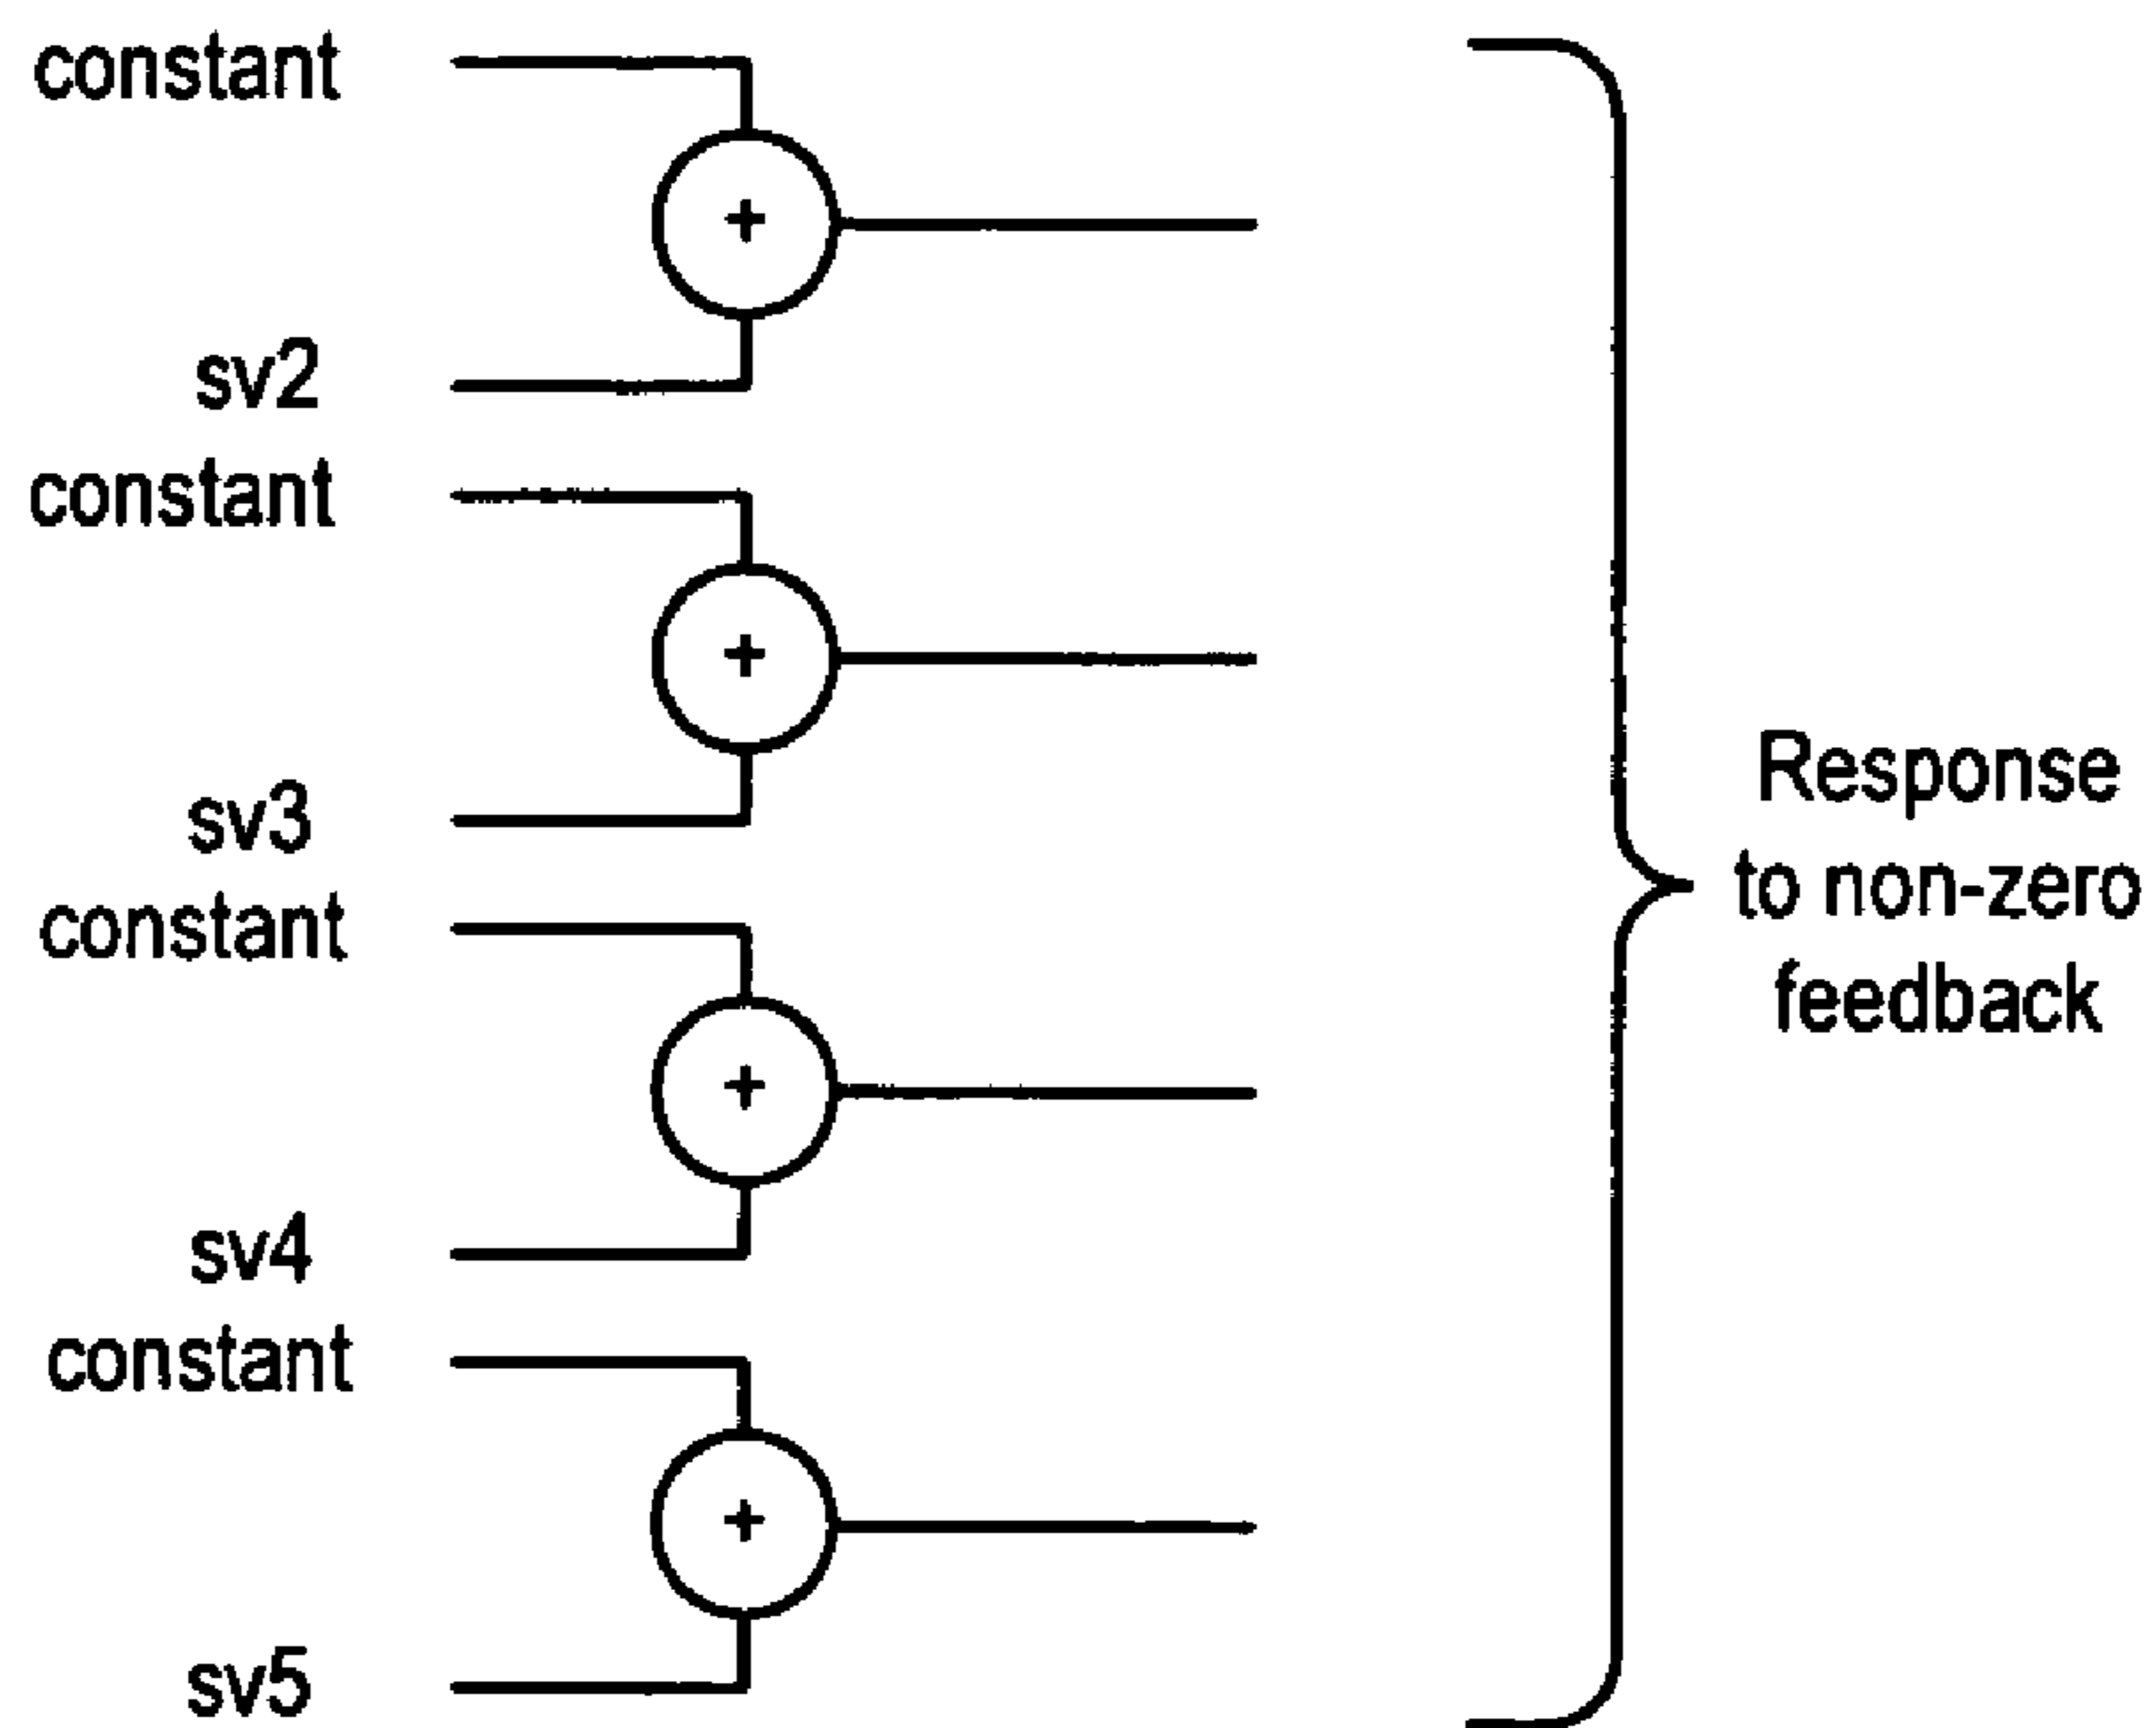 constant
+
sv2
constant
+
sv3
constant
+
sv4
constant
+
sv5
Response
to non-zero
feedback